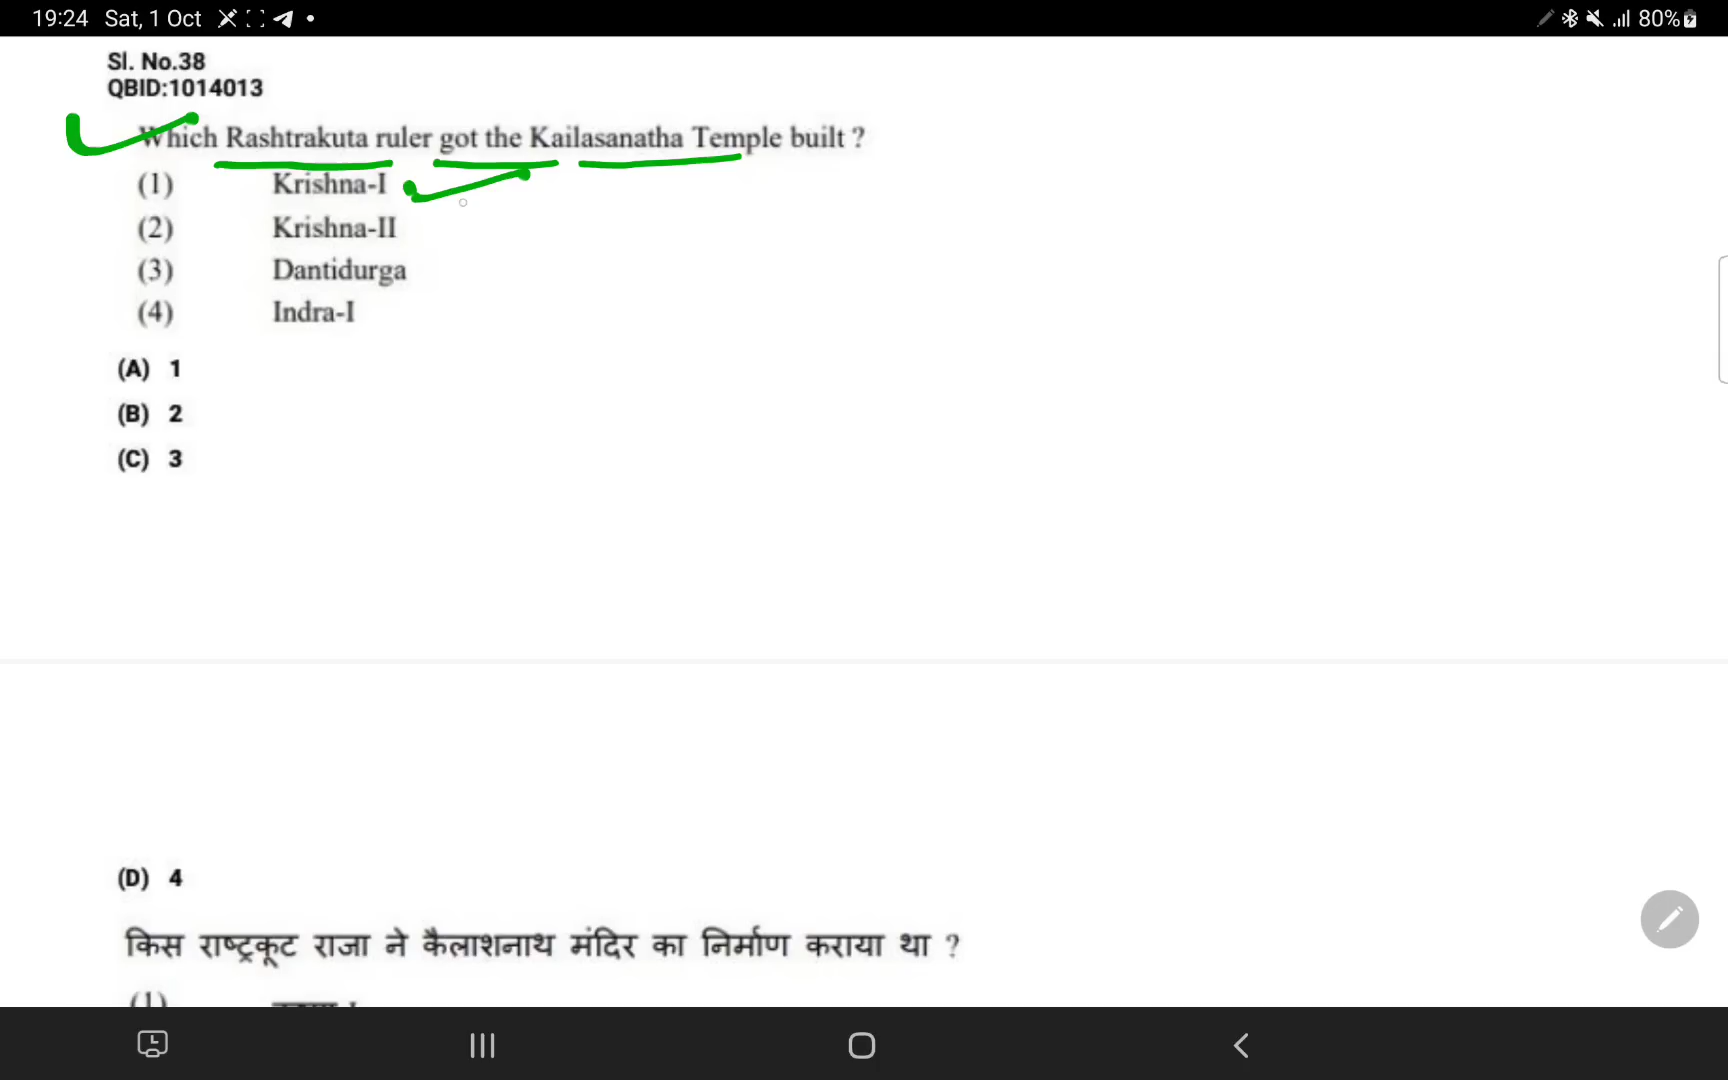 19:24 Sat, 1 Oct
80%
Sl. No.38
QBID:1014013
Which Rashtrakuta ruler got the Kailasanatha Temple built ?
(1) Krishna-I
(2) Krishna-II
(3) Dantidurga
(4) Indra-I
(A) 1
(B) 2
(C) 3
(D) 4
किस राष्ट्रकूट राजा ने कैलाशनाथ मंदिर का निर्माण कराया था ?
(1)